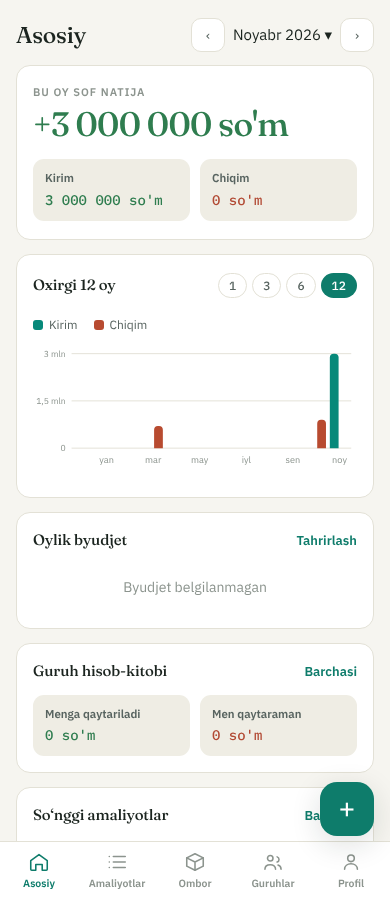 Asosiy
‹ Noyabr 2026 ▾ ›
BU OY SOF NATIJA
+3 000 000 so'm
Kirim
3 000 000 so'm
Chiqim
0 so'm
Oxirgi 12 oy
1 3 6 12
Kirim Chiqim
3 mln
1,5 mln
0
yan mar may iyl sen noy
Oylik byudjet Tahrirlash
Byudjet belgilanmagan
Guruh hisob-kitobi Barchasi
Menga qaytariladi
0 so'm
Men qaytaraman
0 so'm
So‘nggi amaliyotlar
+
Asosiy Amaliyotlar Ombor Guruhlar Profil